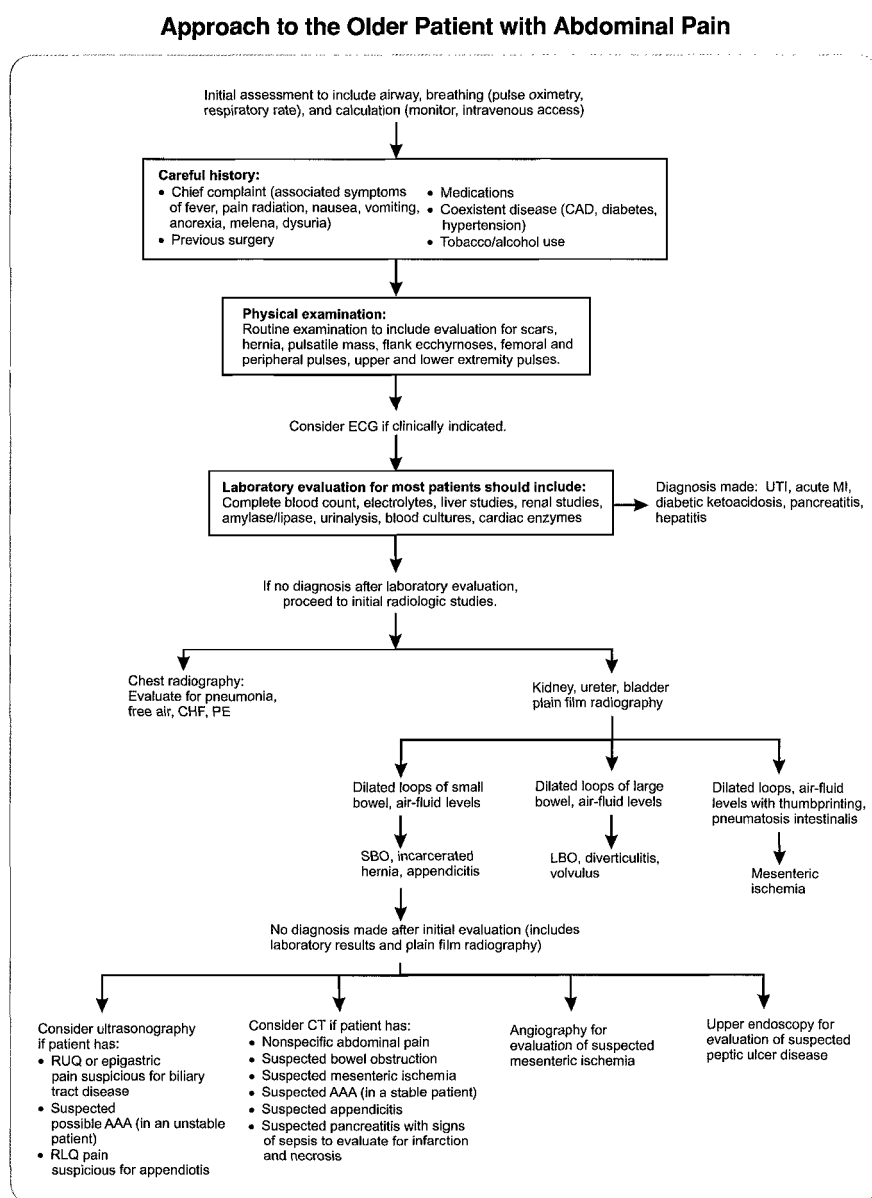 Approach to the Older Patient with Abdominal Pain
Initial assessment to include airway, breathing (pulse oximetry,
respiratory rate), and calculation (monitor, intravenous access)
Careful history:
• Chief complaint (associated symptoms
of fever, pain radiation, nausea, vomiting,
anorexia, melena, dysuria)
• Previous surgery
• Medications
• Coexistent disease (CAD, diabetes,
hypertension)
• Tobacco/alcohol use
Physical examination:
Routine examination to include evaluation for scars,
hernia, pulsatile mass, flank ecchymoses, femoral and
peripheral pulses, upper and lower extremity pulses.
Consider ECG if clinically indicated.
Laboratory evaluation for most patients should include:
Complete blood count, electrolytes, liver studies, renal studies,
amylase/lipase, urinalysis, blood cultures, cardiac enzymes
Diagnosis made: UTI, acute MI,
diabetic ketoacidosis, pancreatitis,
hepatitis
If no diagnosis after laboratory evaluation,
proceed to initial radiologic studies.
Chest radiography:
Evaluate for pneumonia,
free air, CHF, PE
Kidney, ureter, bladder
plain film radiography
Dilated loops of small
bowel, air-fluid levels
Dilated loops of large
bowel, air-fluid levels
Dilated loops, air-fluid
levels with thumbprinting,
pneumatosis intestinalis
SBO, incarcerated
hernia, appendicitis
LBO, diverticulitis,
volvulus
Mesenteric
ischemia
No diagnosis made after initial evaluation (includes
laboratory results and plain film radiography)
Consider ultrasonography
if patient has:
• RUQ or epigastric
pain suspicious for biliary
tract disease
• Suspected
possible AAA (in an unstable
patient)
• RLQ pain
suspicious for appendiotis
Consider CT if patient has:
• Nonspecific abdominal pain
• Suspected bowel obstruction
• Suspected mesenteric ischemia
• Suspected AAA (in a stable patient)
• Suspected appendicitis
• Suspected pancreatitis with signs
of sepsis to evaluate for infarction
and necrosis
Angiography for
evaluation of suspected
mesenteric ischemia
Upper endoscopy for
evaluation of suspected
peptic ulcer disease